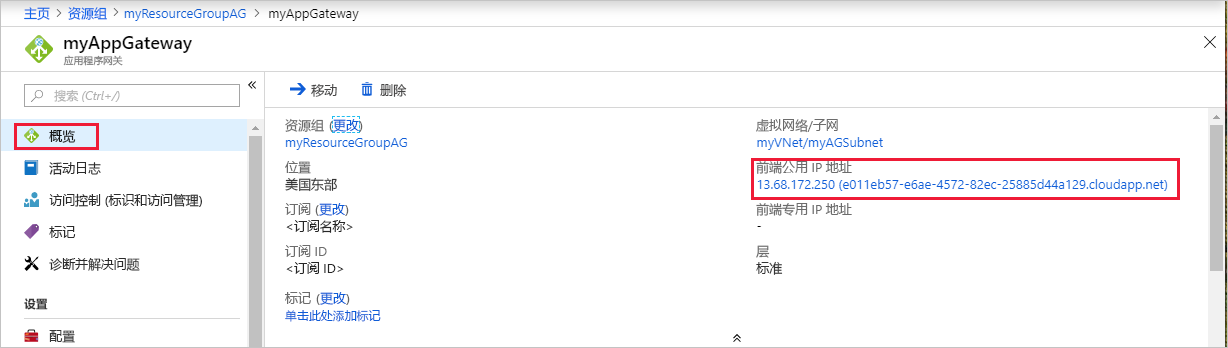 主页 > 资源组 > myResourceGroupAG > myAppGateway
myAppGateway
应用程序网关
搜索 (Ctrl+/)
概览
活动日志
访问控制 (标识和访问管理)
标记
诊断并解决问题
设置
配置
移动 删除
资源组 (更改)
myResourceGroupAG
位置
美国东部
订阅 (更改)
<订阅名称>
订阅 ID
<订阅 ID>
标记 (更改)
单击此处添加标记
虚拟网络/子网
myVNet/myAGSubnet
前端公用 IP 地址
13.68.172.250 (e011eb57-e6ae-4572-82ec-25885d44a129.cloudapp.net)
前端专用 IP 地址
-
层
标准